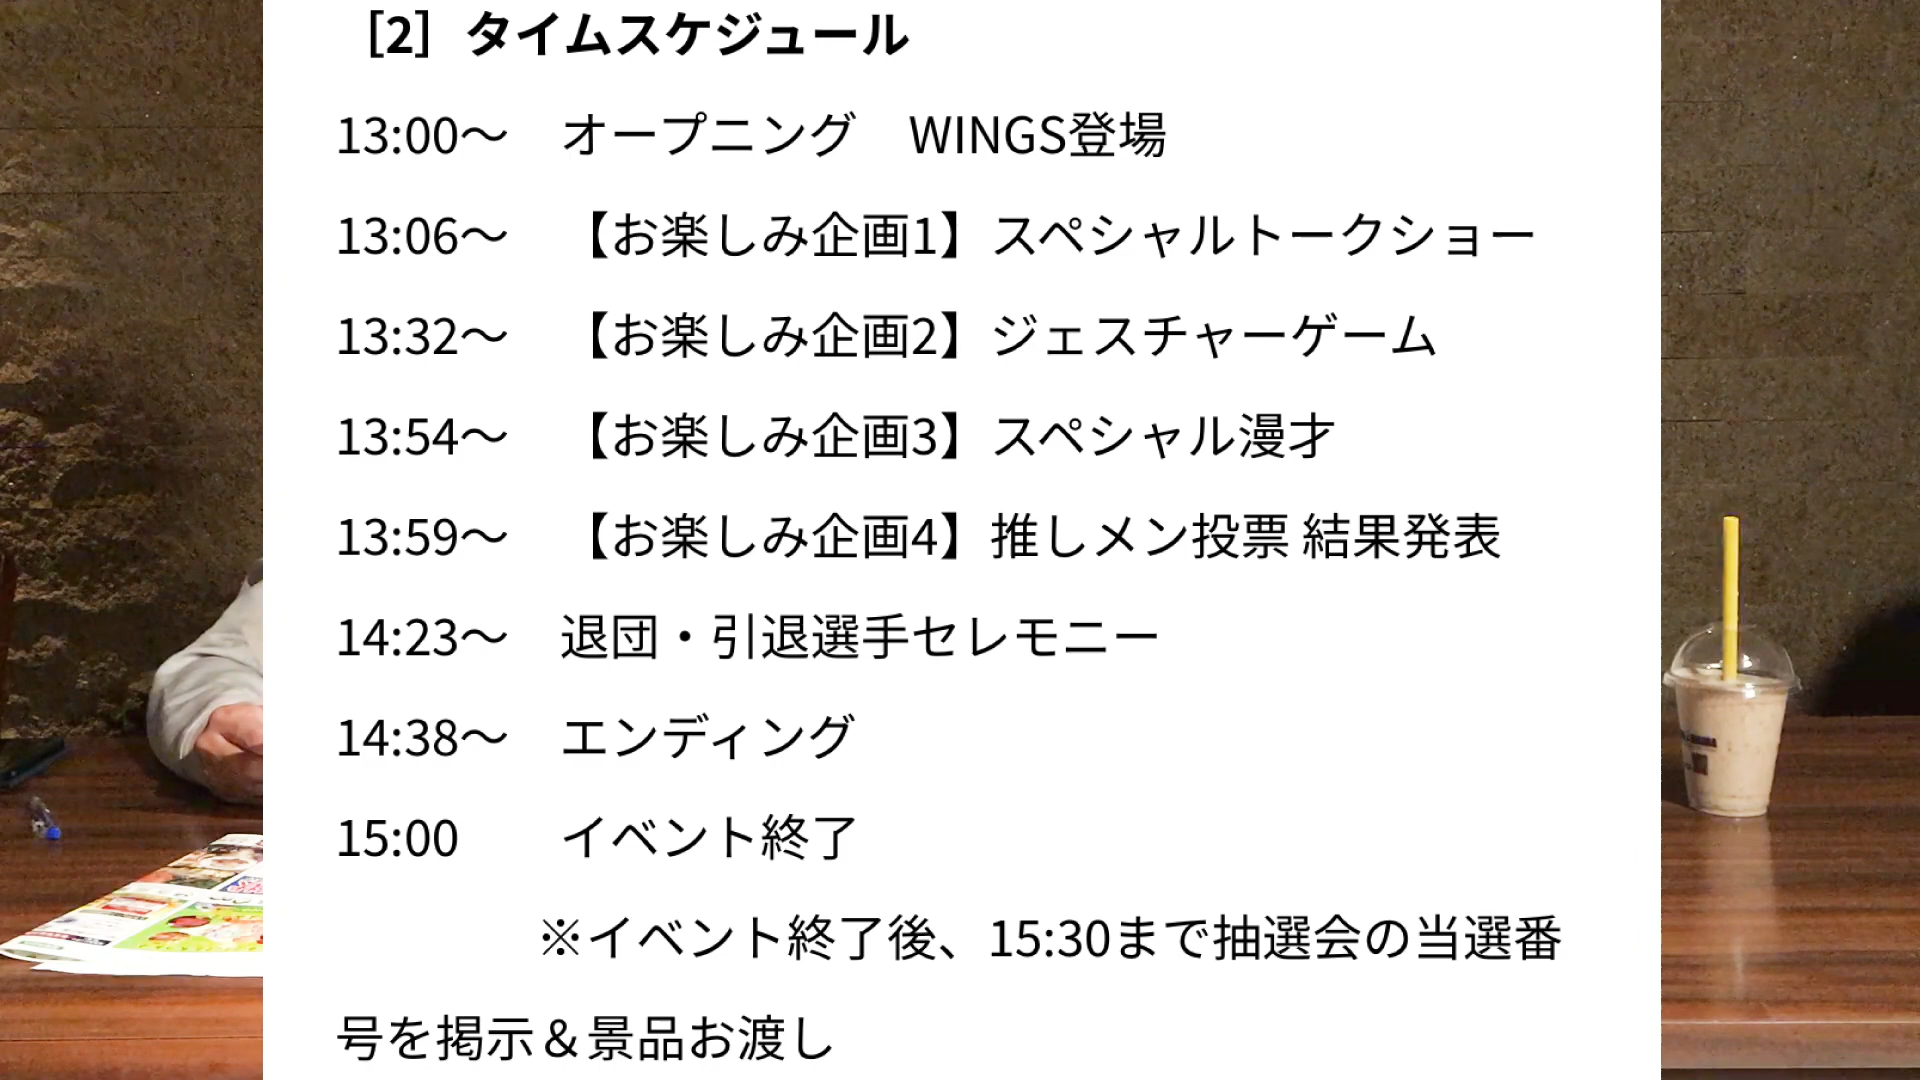 ［2］タイムスケジュール
13:00～　オープニング　WINGS登場
13:06～　【お楽しみ企画1】スペシャルトークショー
13:32～　【お楽しみ企画2】ジェスチャーゲーム
13:54～　【お楽しみ企画3】スペシャル漫才
13:59～　【お楽しみ企画4】推しメン投票 結果発表
14:23～　退団・引退選手セレモニー
14:38～　エンディング
15:00　　イベント終了
※イベント終了後、15:30まで抽選会の当選番
号を掲示＆景品お渡し